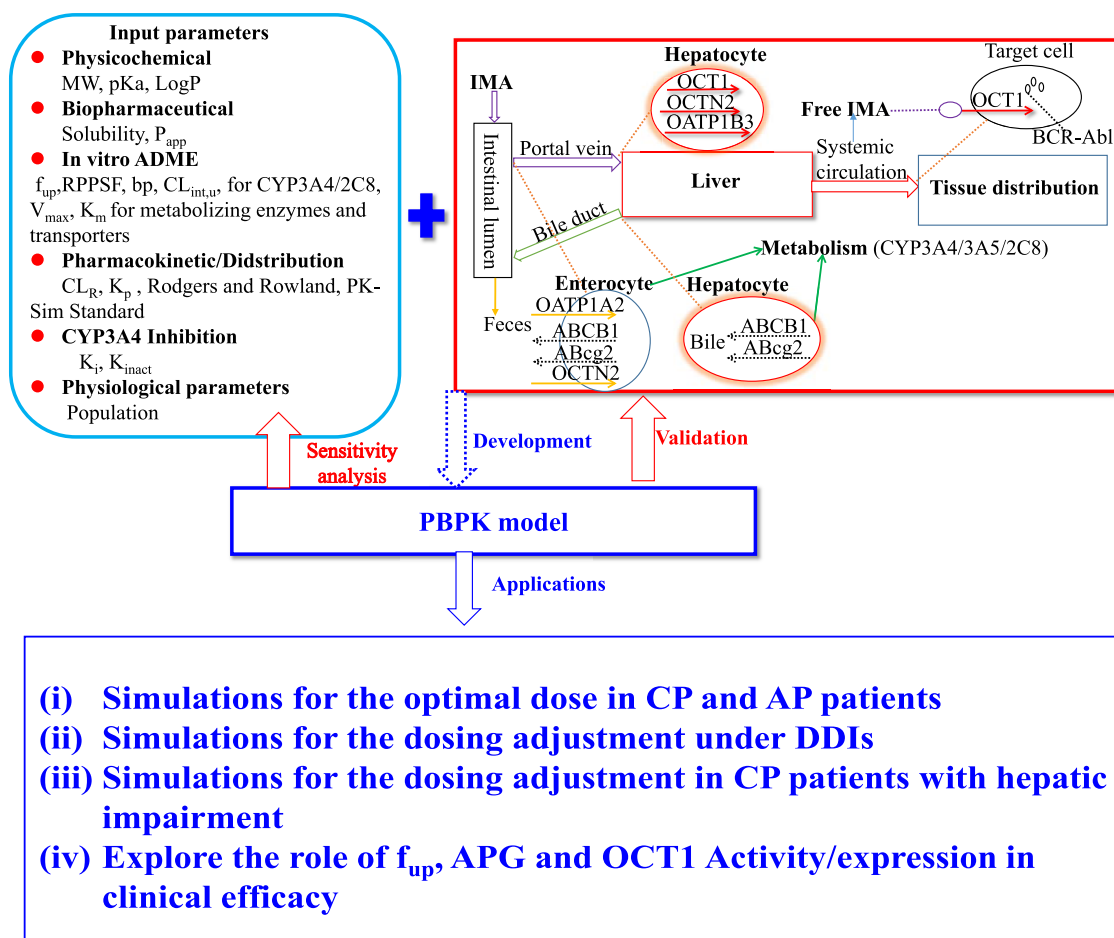 Input parameters
Physicochemical
MW, pKa, LogP
Biopharmaceutical
Solubility, Papp
In vitro ADME
fup,RPPSF, bp, CLint,u, for CYP3A4/2C8,
Vmax, Km for metabolizing enzymes and
transporters
Pharmacokinetic/Didstribution
CLR, Kp , Rodgers and Rowland, PK-
Sim Standard
CYP3A4 Inhibition
Ki, Kinact
Physiological parameters
Population
IMA
Intestinal lumen
Feces
Portal vein
Bile duct
Hepatocyte
OCT1
OCTN2
OATP1B3
Liver
Free IMA
Systemic
circulation
Target cell
OCT1
BCR-Abl
Tissue distribution
Metabolism (CYP3A4/3A5/2C8)
Enterocyte
OATP1A2
ABCB1
ABcg2
OCTN2
Hepatocyte
Bile
ABCB1
ABcg2
Sensitivity
analysis
Development
Validation
PBPK model
Applications
(i) Simulations for the optimal dose in CP and AP patients
(ii) Simulations for the dosing adjustment under DDIs
(iii) Simulations for the dosing adjustment in CP patients with hepatic
impairment
(iv) Explore the role of fup, APG and OCT1 Activity/expression in
clinical efficacy